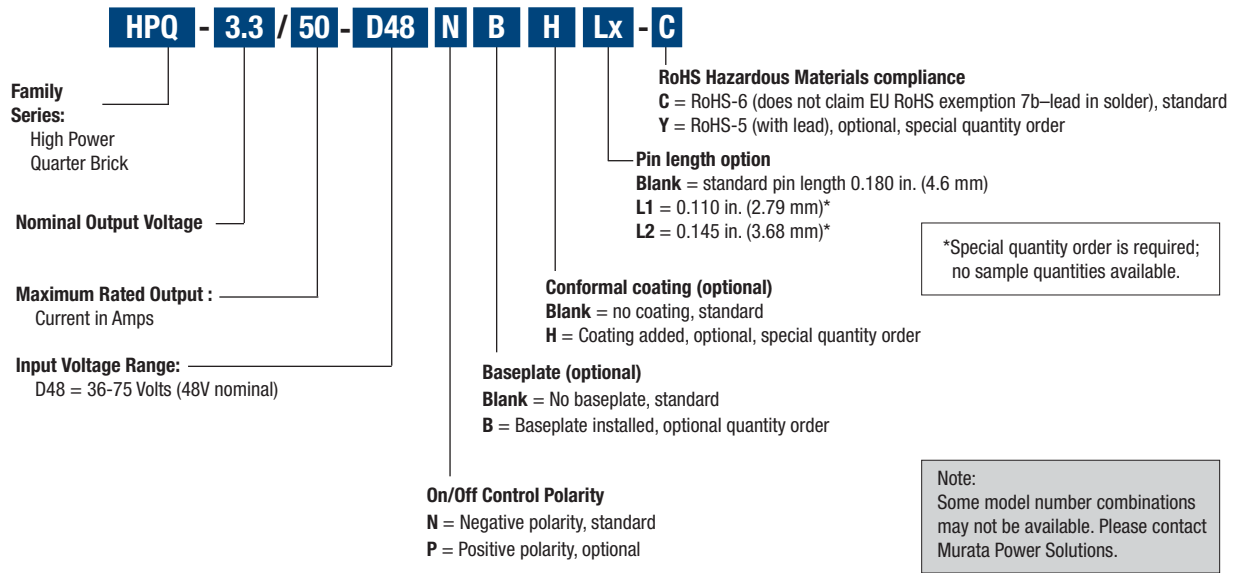 HPQ - 3.3 / 50 - D48 N B H Lx - C
RoHS Hazardous Materials compliance
C = RoHS-6 (does not claim EU RoHS exemption 7b–lead in solder), standard
Y = RoHS-5 (with lead), optional, special quantity order
Family
Series:
High Power
Quarter Brick
Pin length option
Blank = standard pin length 0.180 in. (4.6 mm)
L1 = 0.110 in. (2.79 mm)*
L2 = 0.145 in. (3.68 mm)*
Nominal Output Voltage
*Special quantity order is required;
no sample quantities available.
Maximum Rated Output :
Current in Amps
Conformal coating (optional)
Blank = no coating, standard
H = Coating added, optional, special quantity order
Input Voltage Range:
D48 = 36-75 Volts (48V nominal)
Baseplate (optional)
Blank = No baseplate, standard
B = Baseplate installed, optional quantity order
On/Off Control Polarity
N = Negative polarity, standard
P = Positive polarity, optional
Note:
Some model number combinations
may not be available. Please contact
Murata Power Solutions.